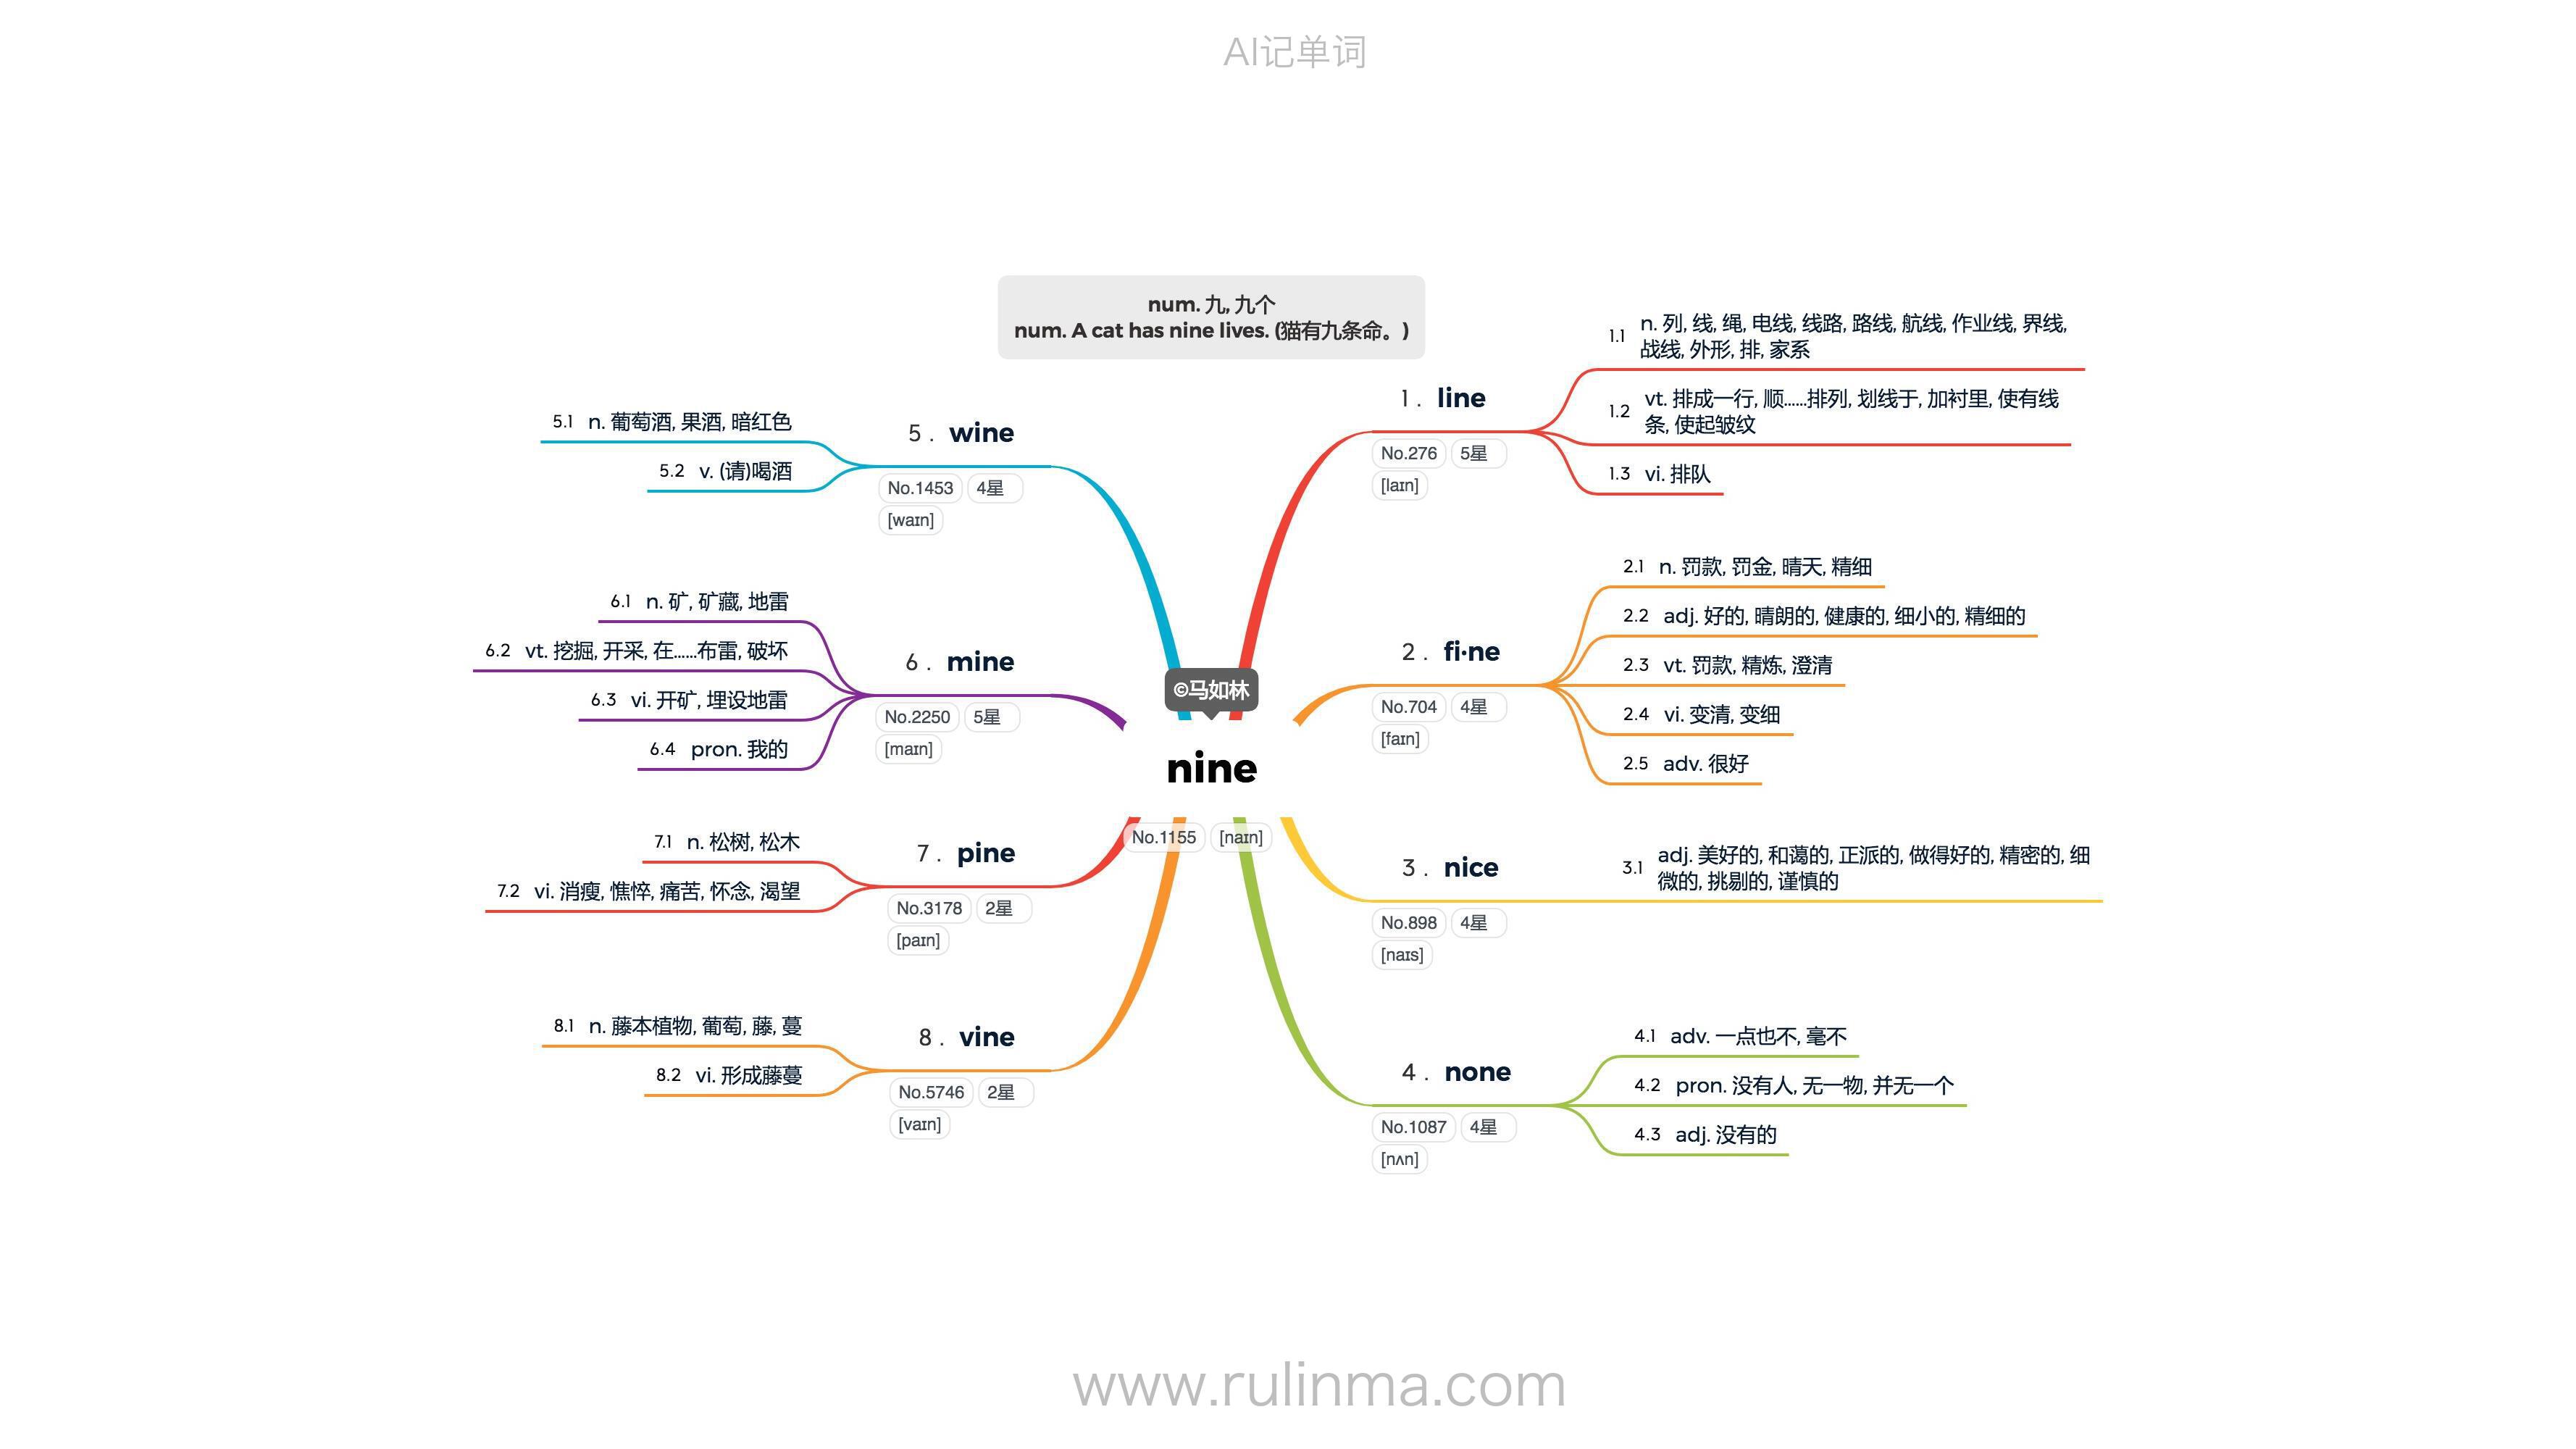 AI记单词
num. 九, 九个
num. A cat has nine lives. (猫有九条命。)
©马如林
nine
No.1155 [naɪn]
1 . line
No.276 5星
[laɪn]
1.1 n. 列, 线, 绳, 电线, 线路, 路线, 航线, 作业线, 界线,
战线, 外形, 排, 家系
1.2 vt. 排成一行, 顺……排列, 划线于, 加衬里, 使有线
条, 使起皱纹
1.3 vi. 排队
2 . fi·ne
No.704 4星
[faɪn]
2.1 n. 罚款, 罚金, 晴天, 精细
2.2 adj. 好的, 晴朗的, 健康的, 细小的, 精细的
2.3 vt. 罚款, 精炼, 澄清
2.4 vi. 变清, 变细
2.5 adv. 很好
3 . nice
No.898 4星
[naɪs]
3.1 adj. 美好的, 和蔼的, 正派的, 做得好的, 精密的, 细
微的, 挑剔的, 谨慎的
4 . none
No.1087 4星
[nʌn]
4.1 adv. 一点也不, 毫不
4.2 pron. 没有人, 无一物, 并无一个
4.3 adj. 没有的
5 . wine
No.1453 4星
[waɪn]
5.1 n. 葡萄酒, 果酒, 暗红色
5.2 v. (请)喝酒
6 . mine
No.2250 5星
[maɪn]
6.1 n. 矿, 矿藏, 地雷
6.2 vt. 挖掘, 开采, 在……布雷, 破坏
6.3 vi. 开矿, 埋设地雷
6.4 pron. 我的
7 . pine
No.3178 2星
[paɪn]
7.1 n. 松树, 松木
7.2 vi. 消瘦, 憔悴, 痛苦, 怀念, 渴望
8 . vine
No.5746 2星
[vaɪn]
8.1 n. 藤本植物, 葡萄, 藤, 蔓
8.2 vi. 形成藤蔓
www.rulinma.com